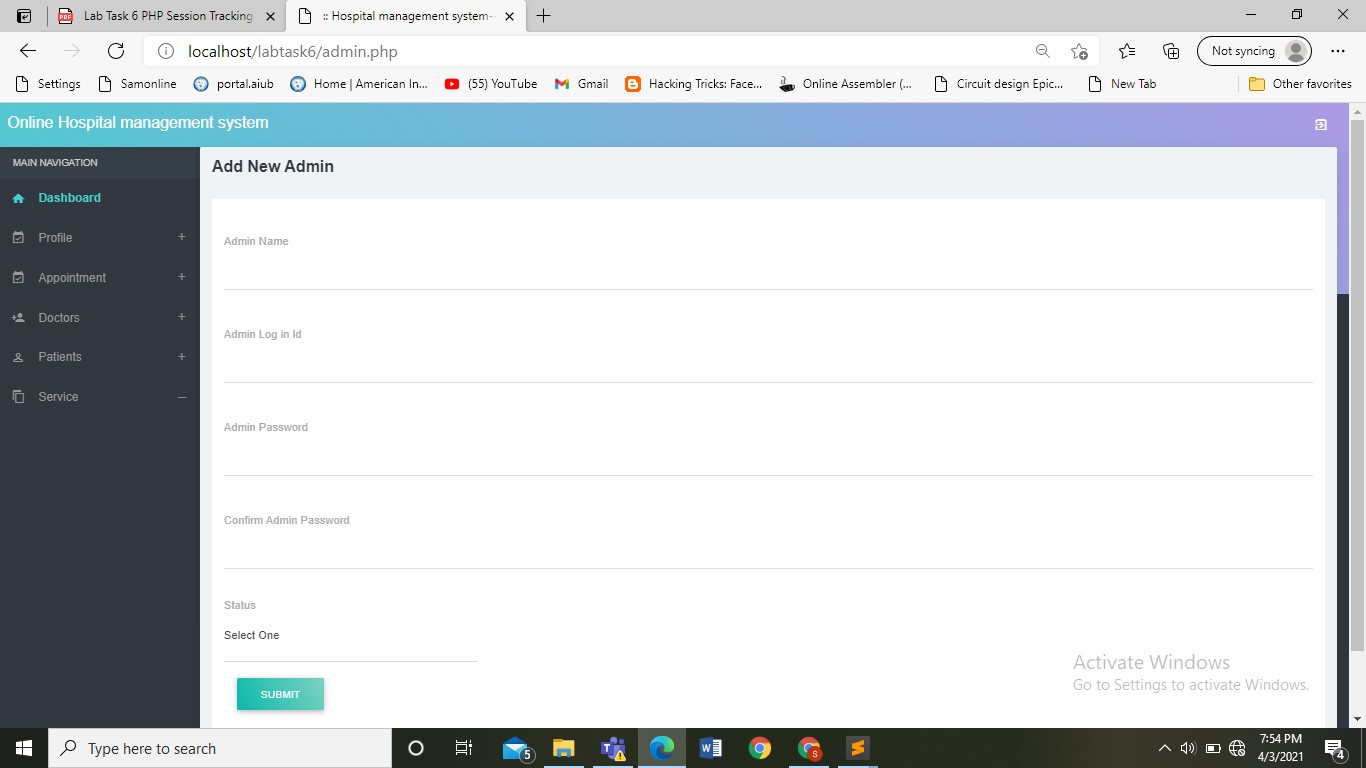 Lab Task 6 PHP Session Tracking
:: Hospital management system-
localhost/labtask6/admin.php
Not syncing
Settings
Samonline
portal.aiub
Home | American In...
(55) YouTube
Gmail
Hacking Tricks: Face...
Online Assembler (...
Circuit design Epic...
New Tab
Other favorites
Online Hospital management system
MAIN NAVIGATION
Dashboard
Profile
Appointment
Doctors
Patients
Service
Add New Admin
Admin Name
Admin Log in Id
Admin Password
Confirm Admin Password
Status
Select One
SUBMIT
Activate Windows
Go to Settings to activate Windows.
Type here to search
5
S
7:54 PM
4/3/2021
4